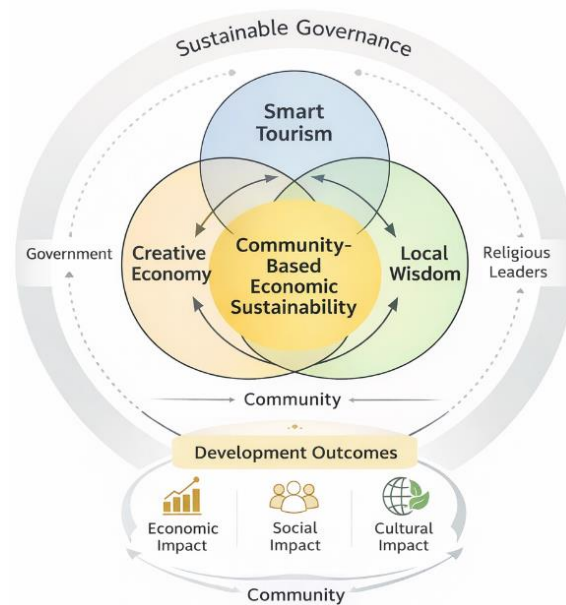 Sustainable Governance
Smart
Tourism
Government
Creative
Economy
Community-
Based
Economic
Sustainability
Local
Wisdom
Religious
Leaders
Community
Development Outcomes
Economic
Impact
Social
Impact
Cultural
Impact
Community